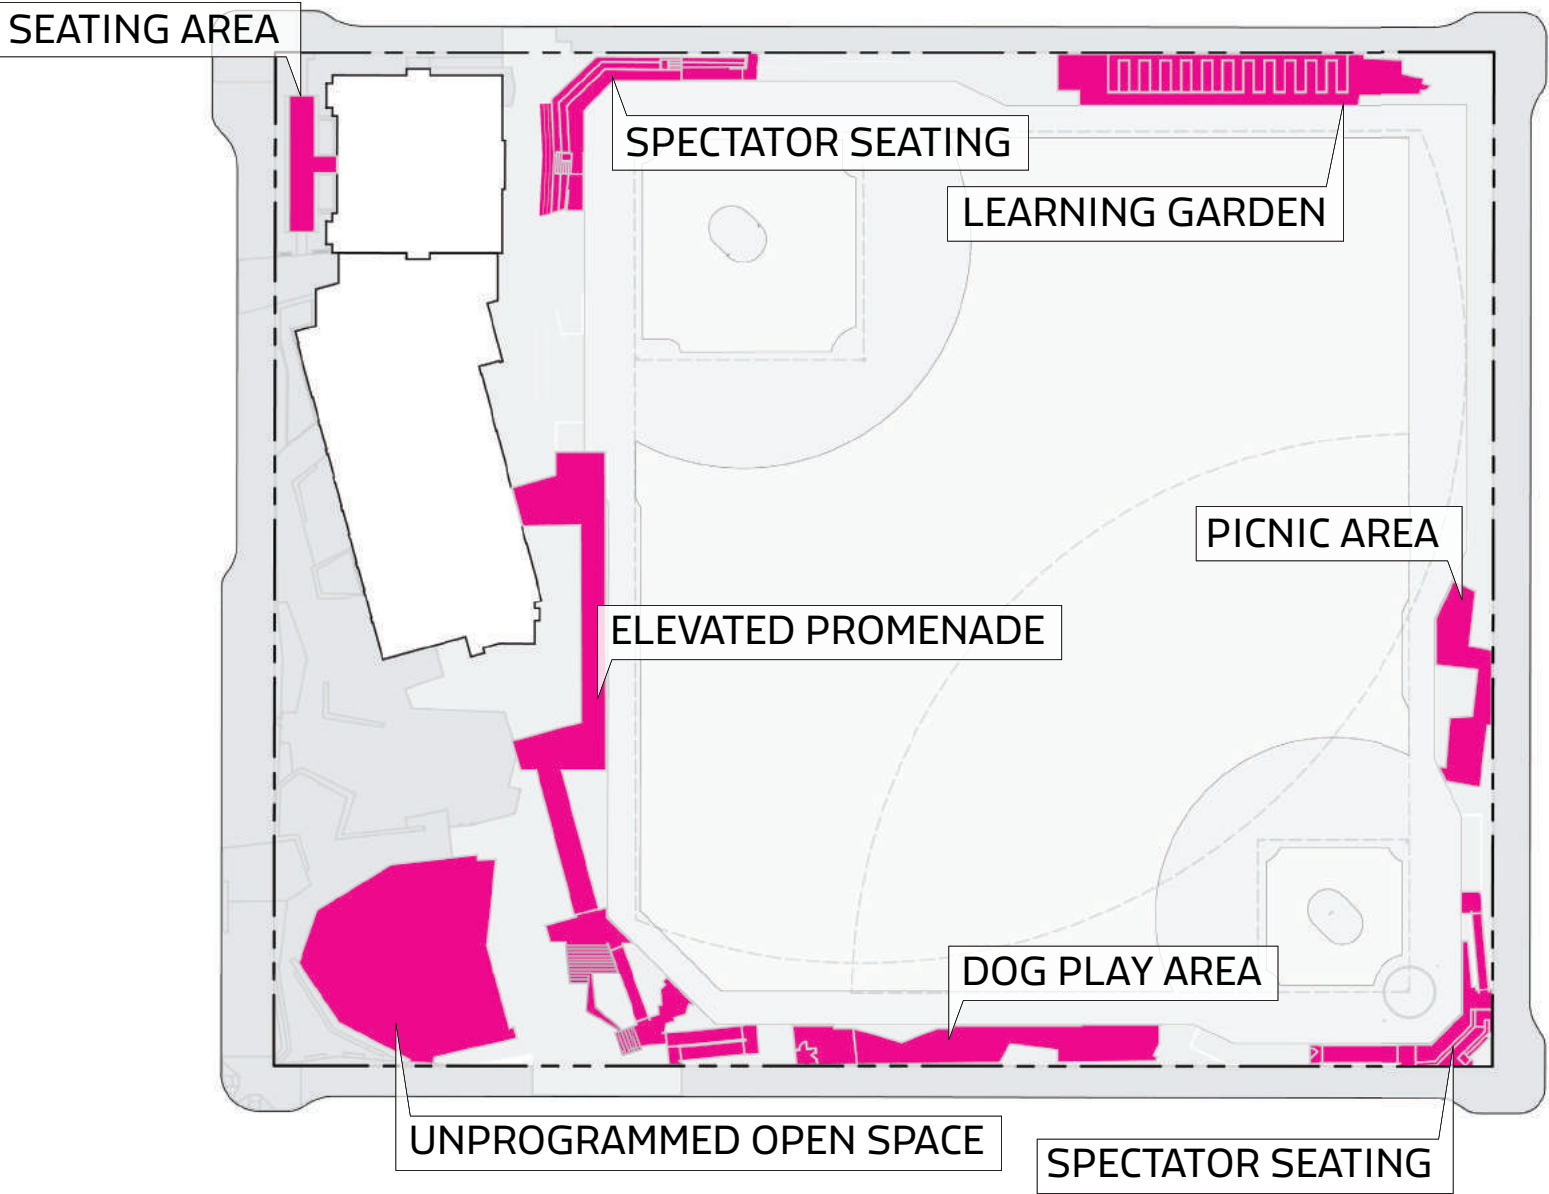 SEATING AREA
SPECTATOR SEATING
LEARNING GARDEN
PICNIC AREA
ELEVATED PROMENADE
DOG PLAY AREA
UNPROGRAMMED OPEN SPACE
SPECTATOR SEATING